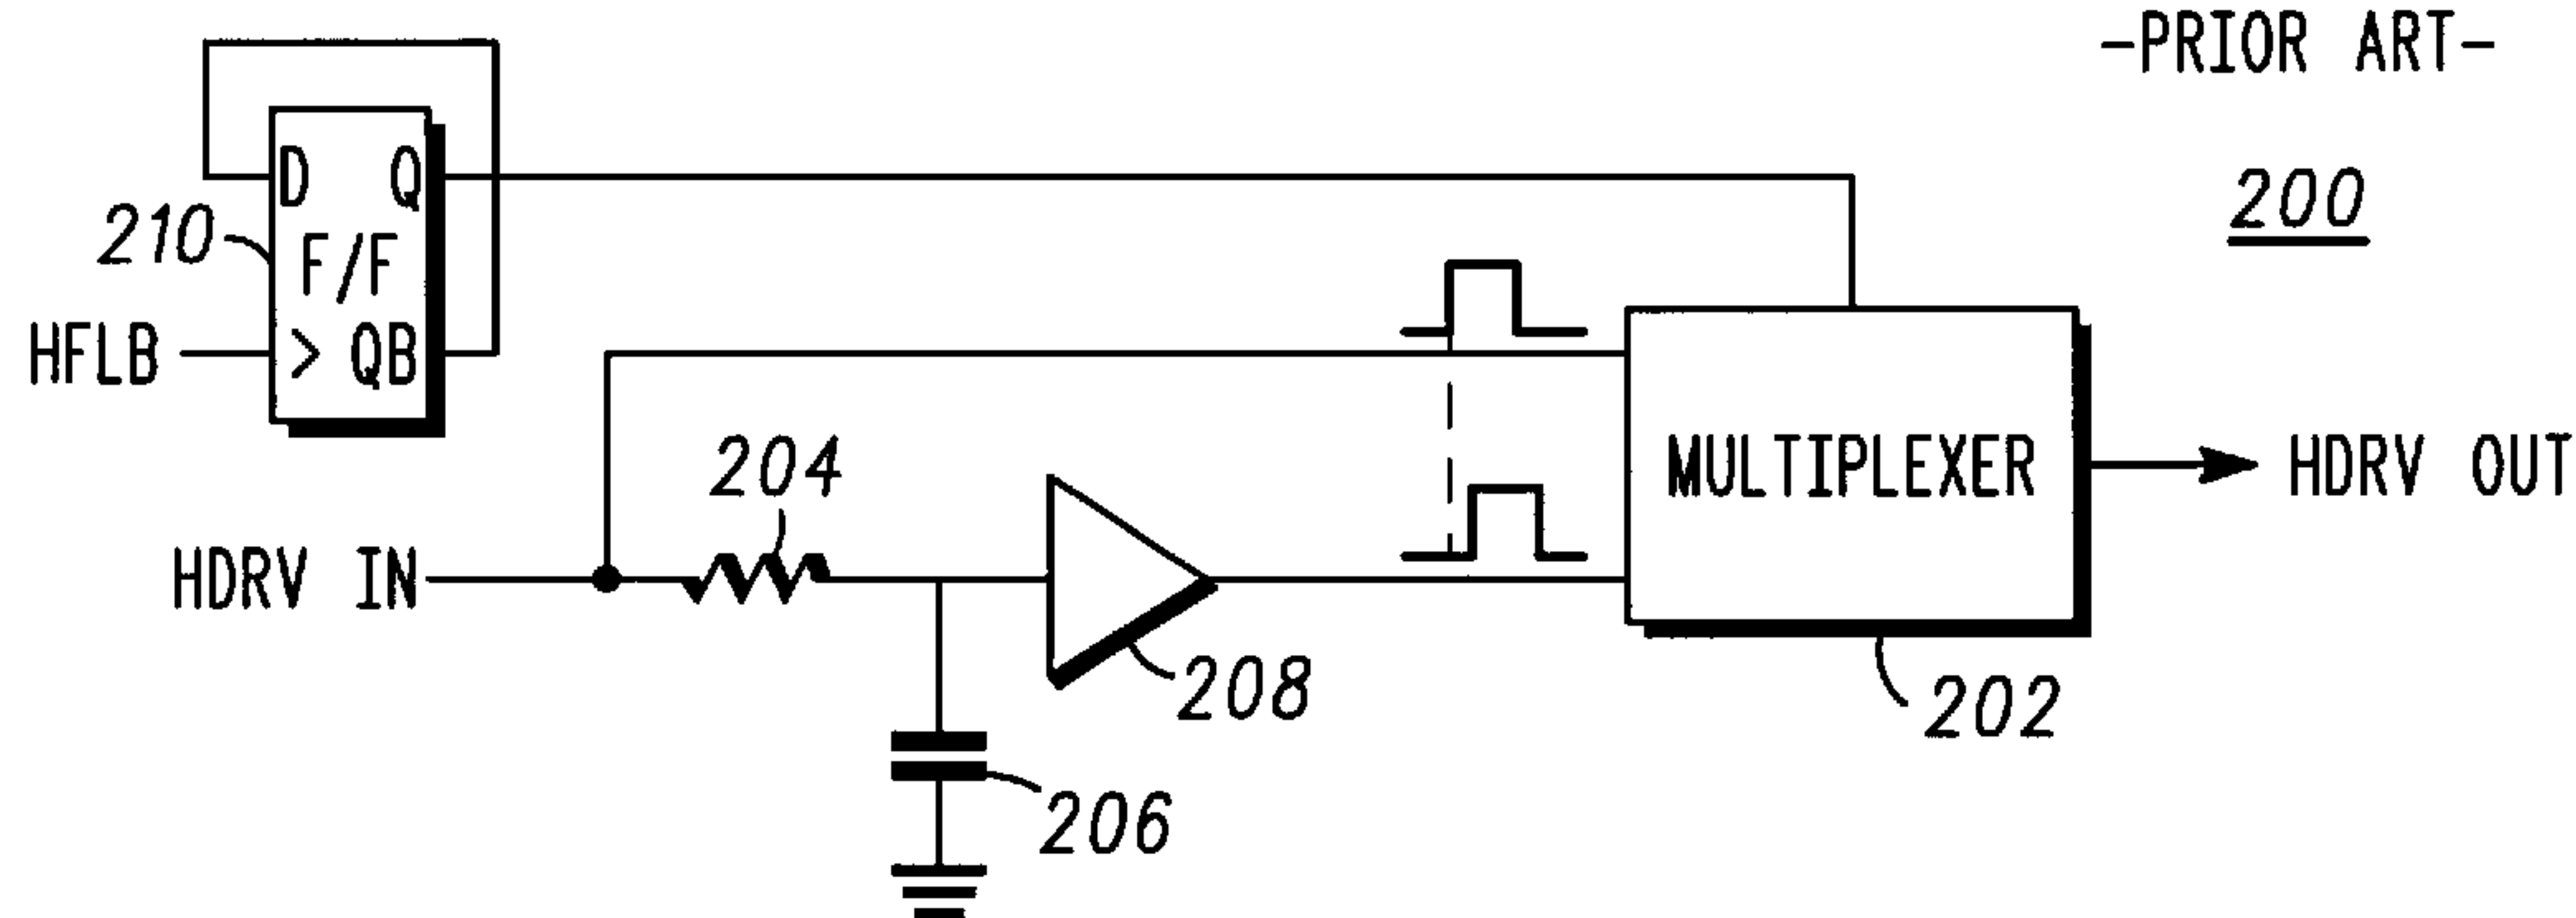 -PRIOR ART-
200
D Q
210
F/F
HFLB
> QB
204
MULTIPLEXER
HDRV OUT
HDRV IN
208
202
206